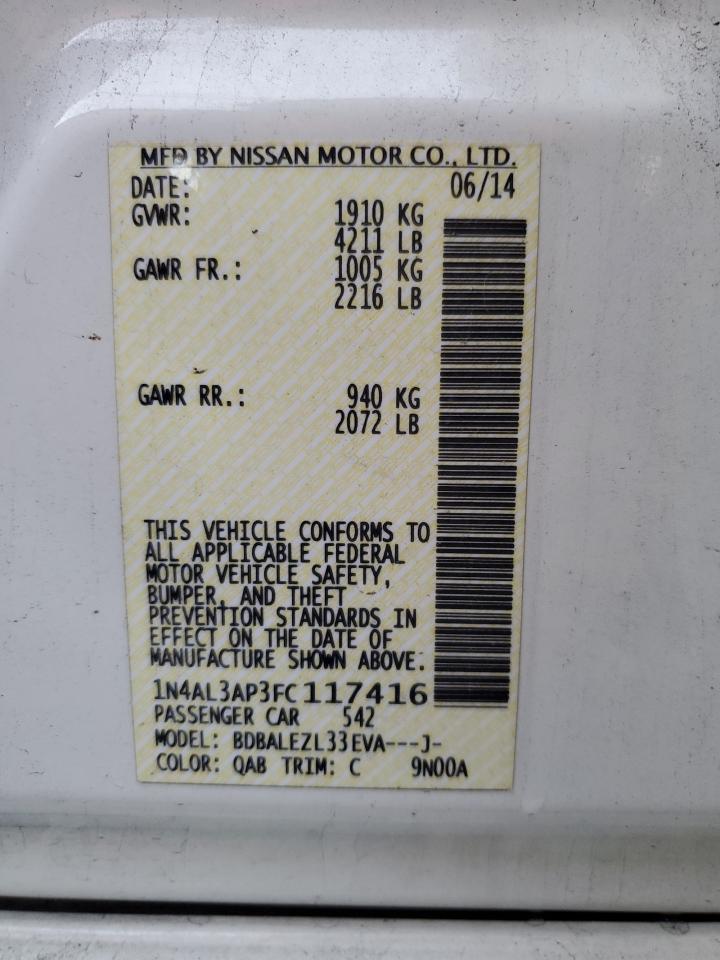 MFD BY NISSAN MOTOR CO., LTD.
DATE: 06/14
GVWR: 1910 KG
4211 LB
GAWR FR.: 1005 KG
2216 LB
GAWR RR.: 940 KG
2072 LB
THIS VEHICLE CONFORMS TO
ALL APPLICABLE FEDERAL
MOTOR VEHICLE SAFETY,
BUMPER, AND THEFT
PREVENTION STANDARDS IN
EFFECT ON THE DATE OF
MANUFACTURE SHOWN ABOVE.
1N4AL3AP3FC117416
PASSENGER CAR 542
MODEL: BDBALEZL33EVA---J-
COLOR: QAB TRIM: C 9N00A